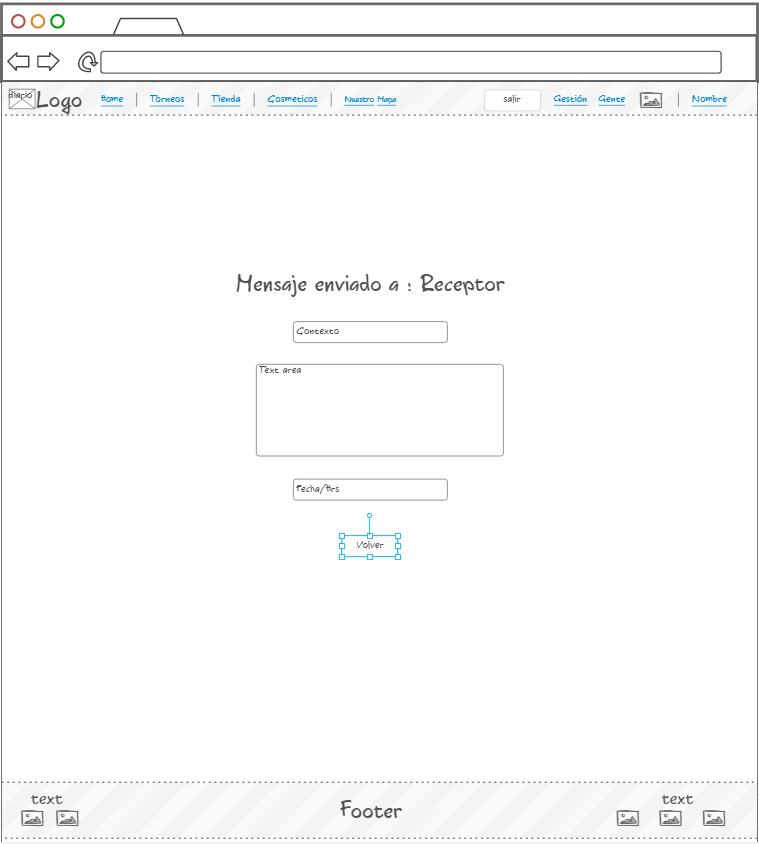 diario Logo Home | Torneos | Tienda | Cosmeticos | Nuestro Mapa salir Gestión Gente | Nombre
Mensaje enviado a : Receptor
Contexto
Text area
Fecha/Hrs
Volver
text Footer text